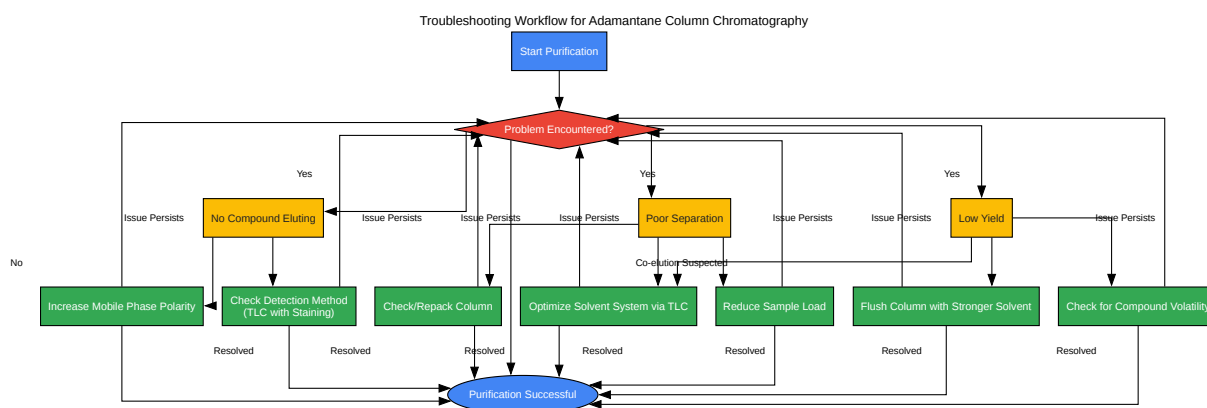 Troubleshooting Workflow for Adamantane Column Chromatography
Start Purification
Problem Encountered?
Yes
Yes
Yes
Issue Persists
No Compound Eluting
Issue Persists
Issue Persists
Issue Persists
Poor Separation
Issue Persists
Issue Persists
Low Yield
Issue Persists
No
Co-elution Suspected
Increase Mobile Phase Polarity
Check Detection Method
(TLC with Staining)
Check/Repack Column
Optimize Solvent System via TLC
Reduce Sample Load
Flush Column with Stronger Solvent
Check for Compound Volatility
Resolved
Resolved
Resolved
Resolved
Resolved
Resolved
Resolved
Purification Successful